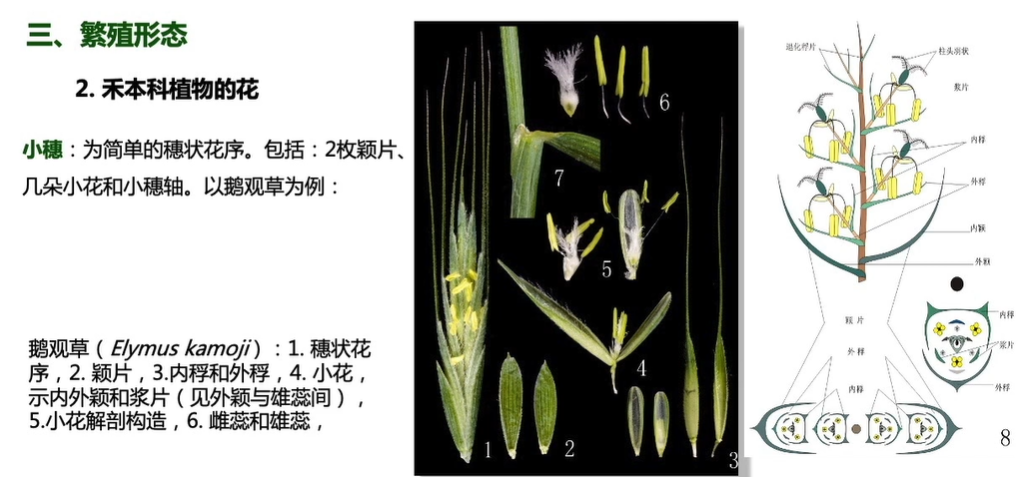 三、繁殖形态
2. 禾本科植物的花
小穗：为简单的穗状花序。包括：2枚颖片、
几朵小花和小穗轴。以鹅观草为例：
鹅观草（Elymus kamoji）：1. 穗状花
序，2. 颖片，3.内稃和外稃，4. 小花，
示内外颖和浆片（见外颖与雄蕊间），
5.小花解剖构造，6. 雌蕊和雄蕊，
1
2
3
4
5
6
7
退化稃片
柱头羽状
浆片
内稃
外稃
内颖
外颖
颖片
外稃
内稃
内稃
浆片
外稃
8